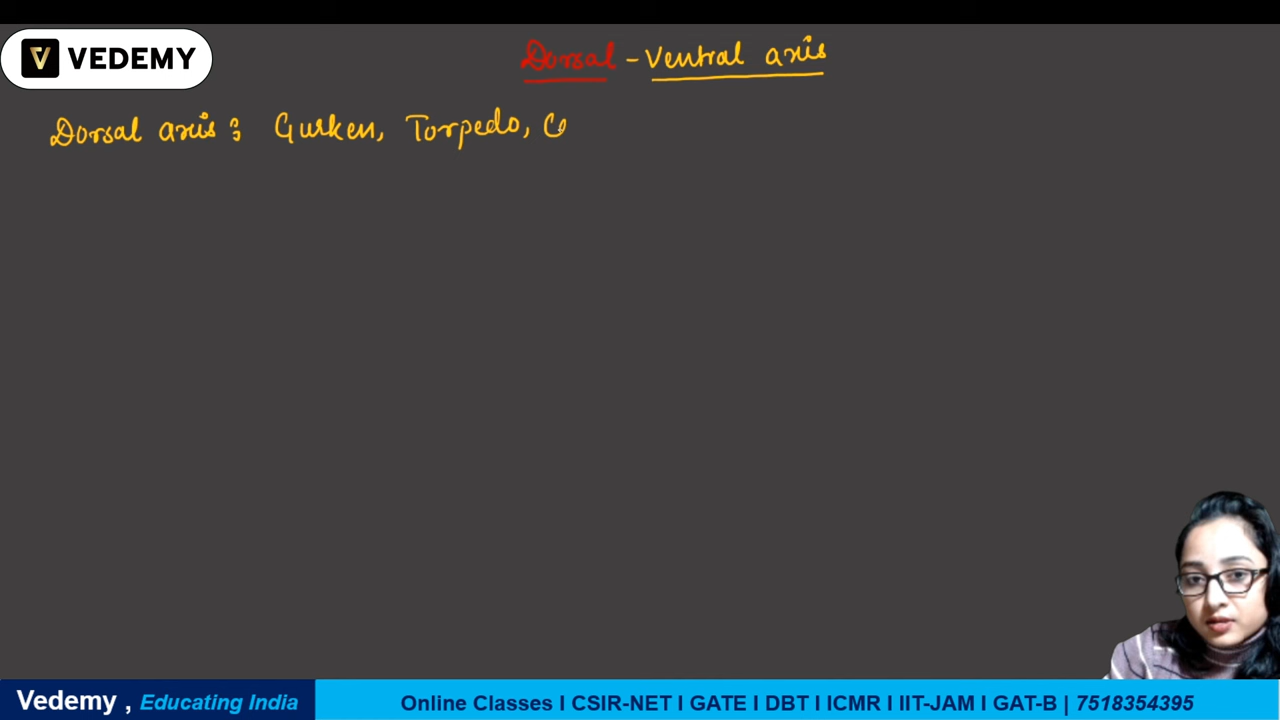 VEDEMY
Dorsal - Ventral axis
Dorsal axis : Gurken, Torpedo, Co
Vedemy , Educating India
Online Classes I CSIR-NET I GATE I DBT I ICMR I IIT-JAM I GAT-B | 7518354395